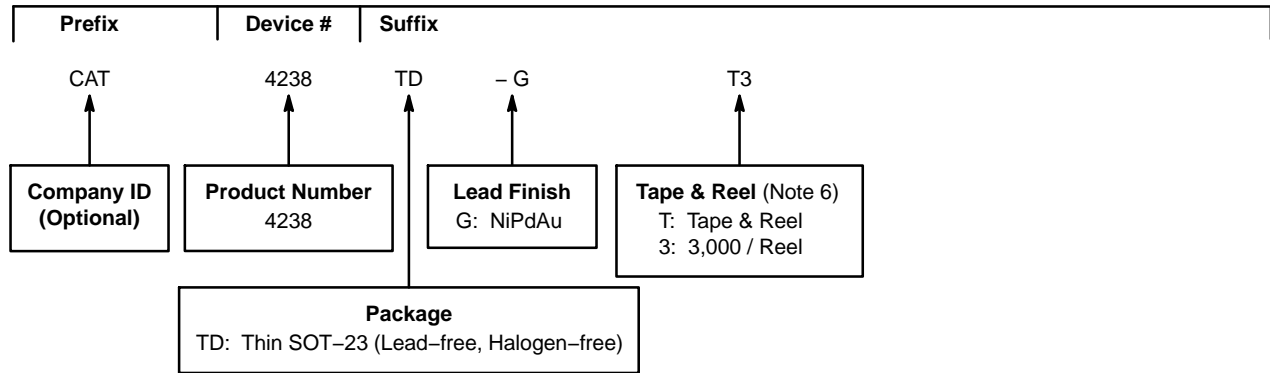 Prefix Device # Suffix
CAT 4238 TD – G T3
Company ID
(Optional)
Product Number
4238
Lead Finish
G: NiPdAu
Tape & Reel (Note 6)
T: Tape & Reel
3: 3,000 / Reel
Package
TD: Thin SOT−23 (Lead−free, Halogen−free)